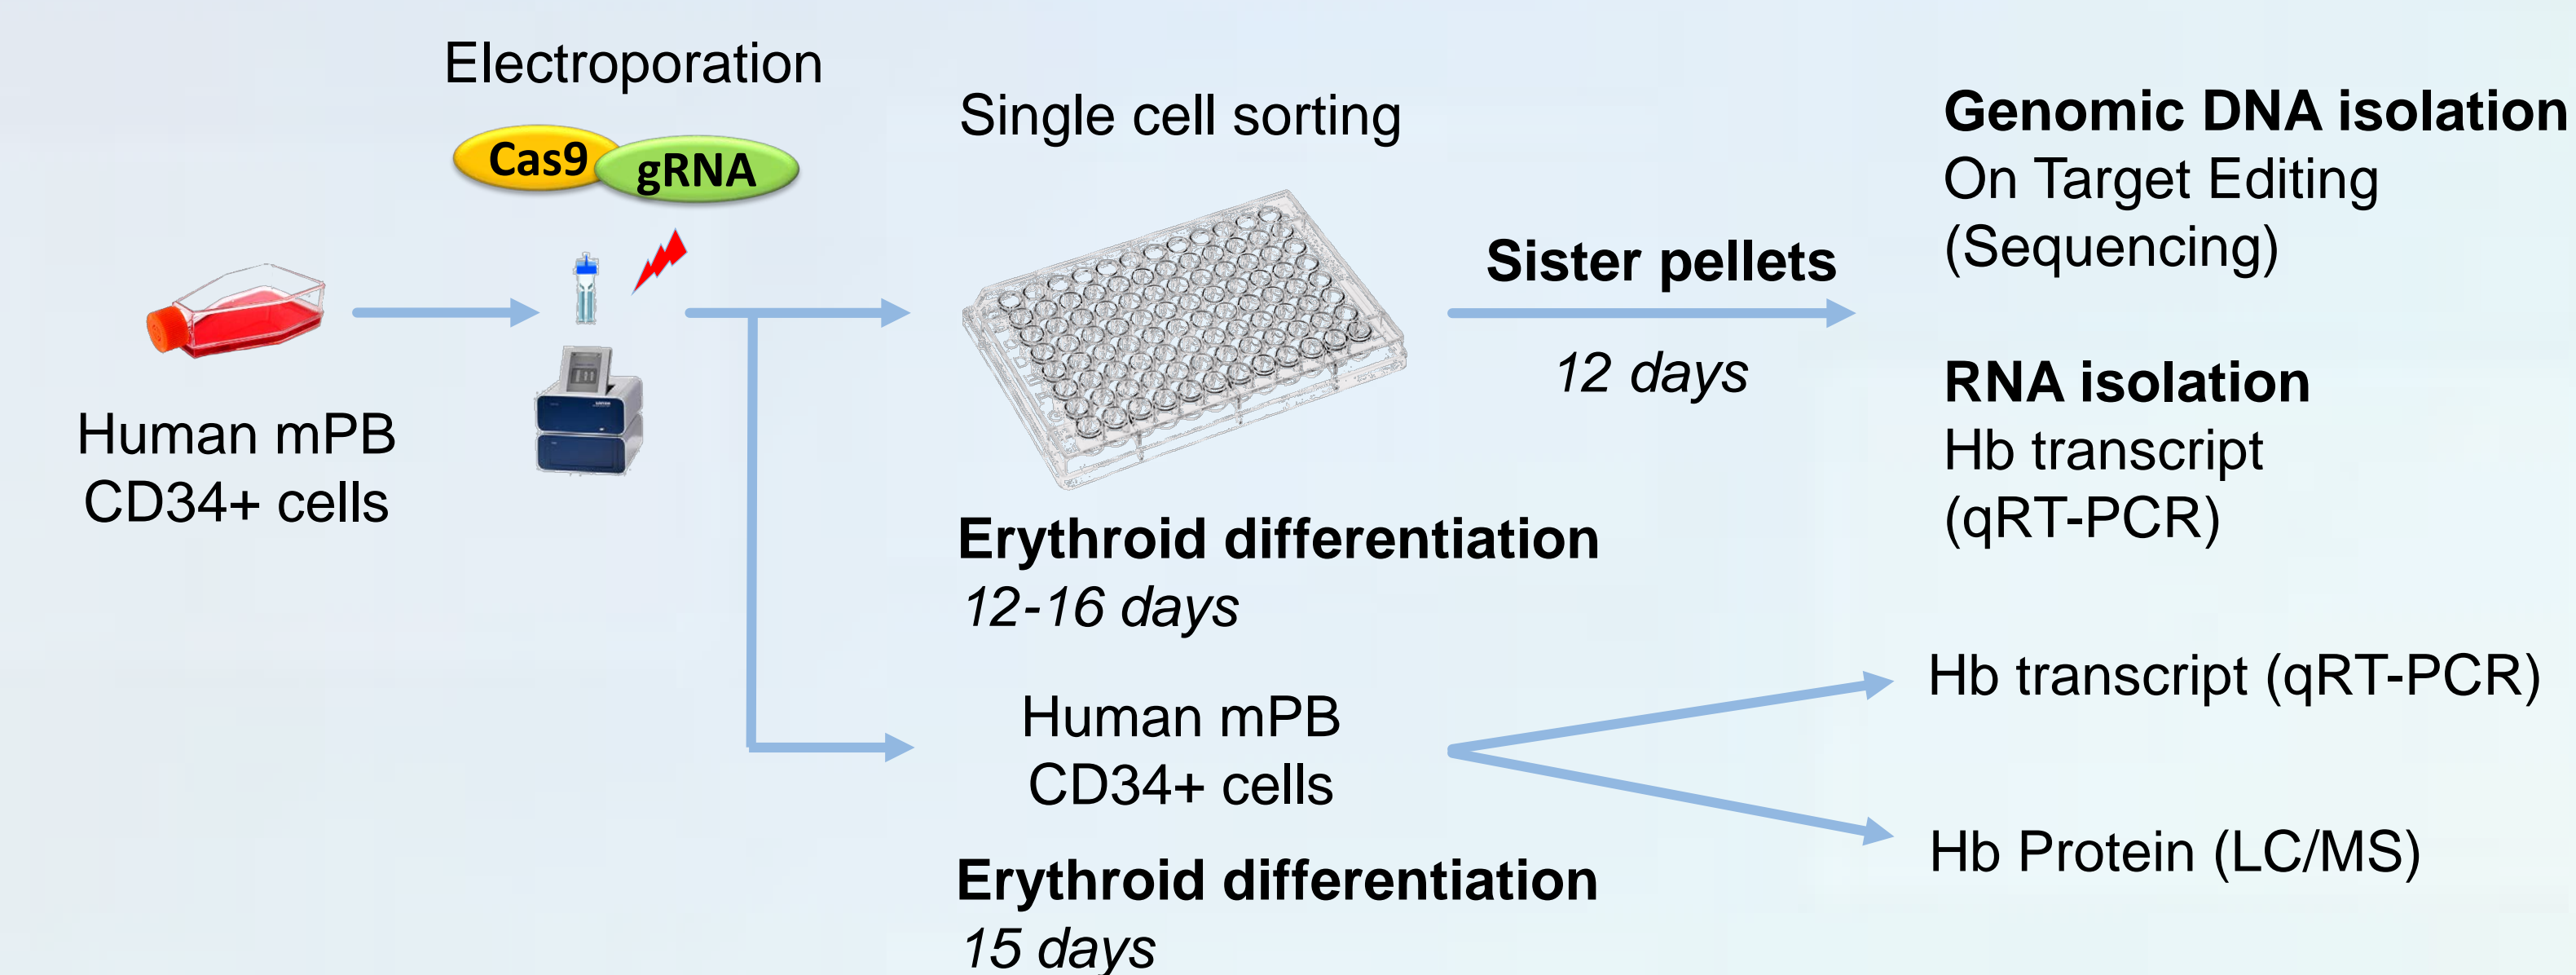 Electroporation
Cas9
gRNA
Human mPB
CD34+ cells
Single cell sorting
Erythroid differentiation
12-16 days
Sister pellets
12 days
Genomic DNA isolation
On Target Editing
(Sequencing)
RNA isolation
Hb transcript
(qRT-PCR)
Human mPB
CD34+ cells
Erythroid differentiation
15 days
Hb transcript (qRT-PCR)
Hb Protein (LC/MS)